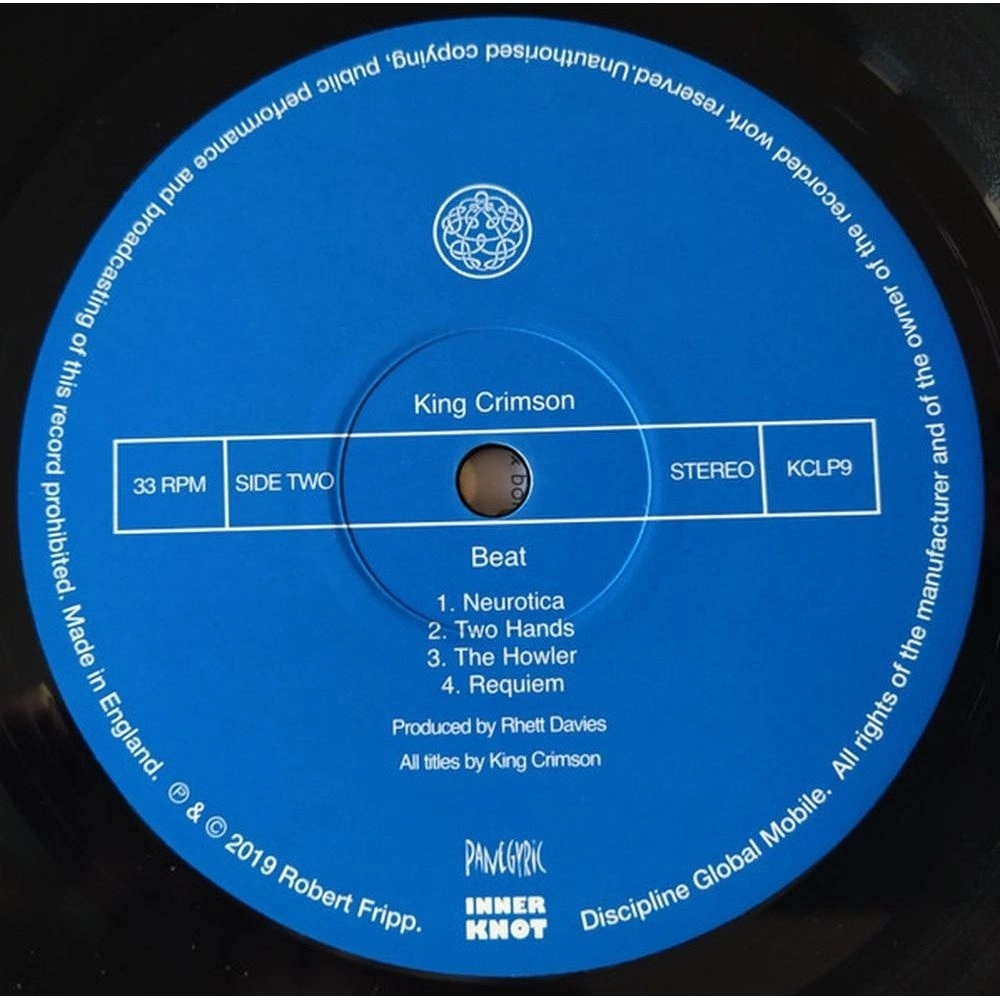 King Crimson
33 RPM
SIDE TWO
STEREO
KCLP9
Beat
1. Neurotica
2. Two Hands
3. The Howler
4. Requiem
Produced by Rhett Davies
All titles by King Crimson
PANEGYRIC
INNER
KNOT
Discipline Global Mobile. All rights of the manufacturer and of the owner of the recorded work reserved.Unauthorised copying, public performance and broadcasting of this record prohibited. Made in England. ℗ & © 2019 Robert Fripp.